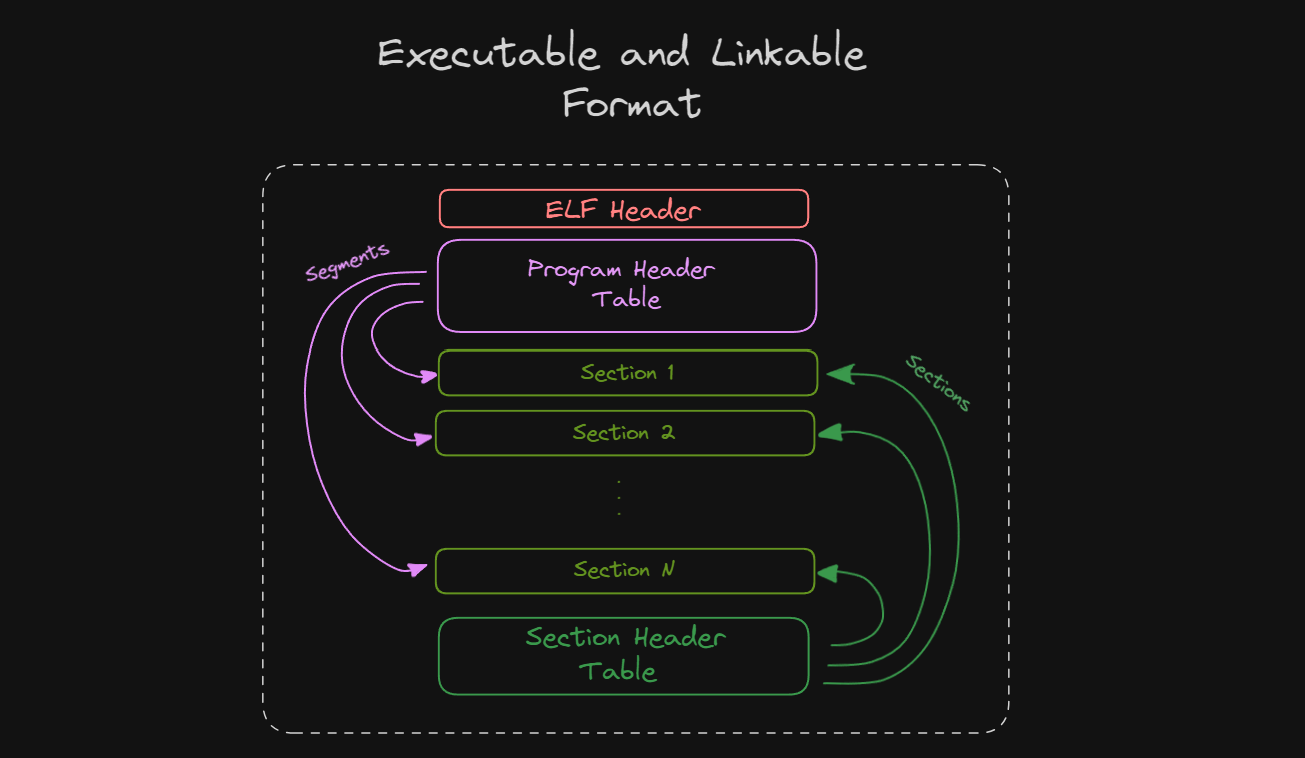 Executable and Linkable
Format
ELF Header
Segments
Program Header
Table
Section 1
Sections
Section 2
Section N
Section Header
Table